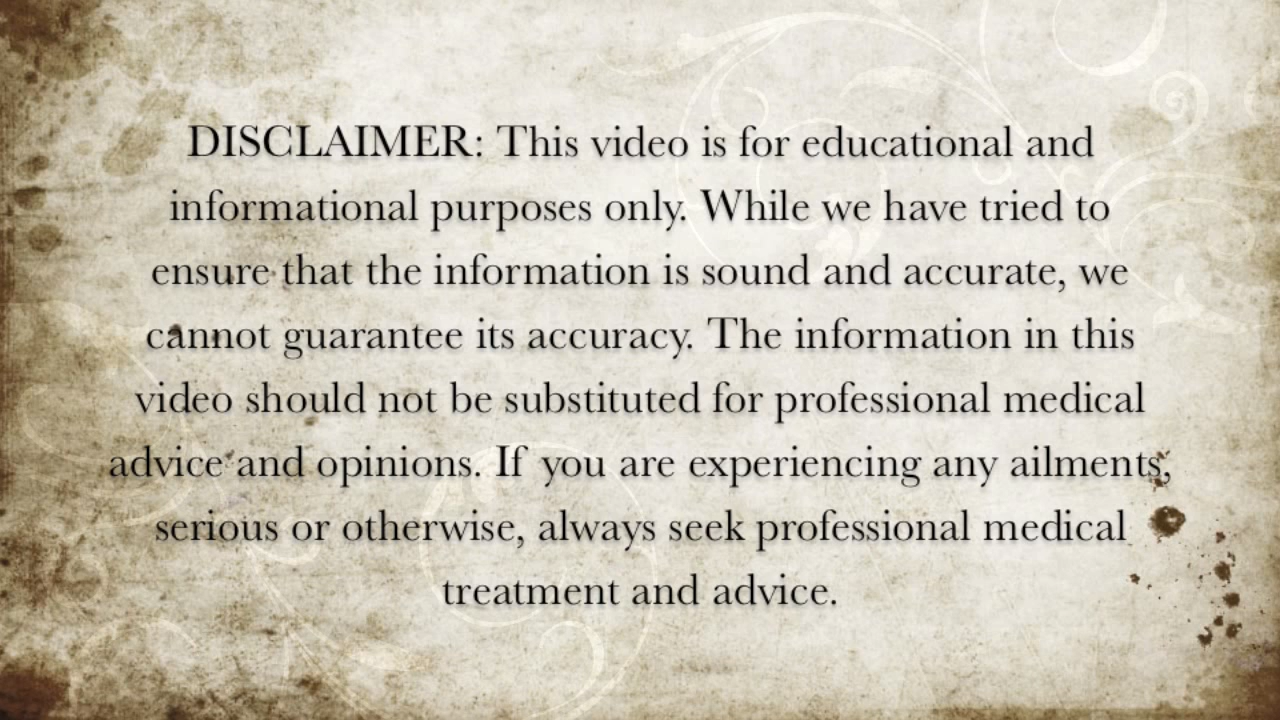 DISCLAIMER: This video is for educational and
informational purposes only. While we have tried to
ensure that the information is sound and accurate, we
cannot guarantee its accuracy. The information in this
video should not be substituted for professional medical
advice and opinions. If you are experiencing any ailments,
serious or otherwise, always seek professional medical
treatment and advice.